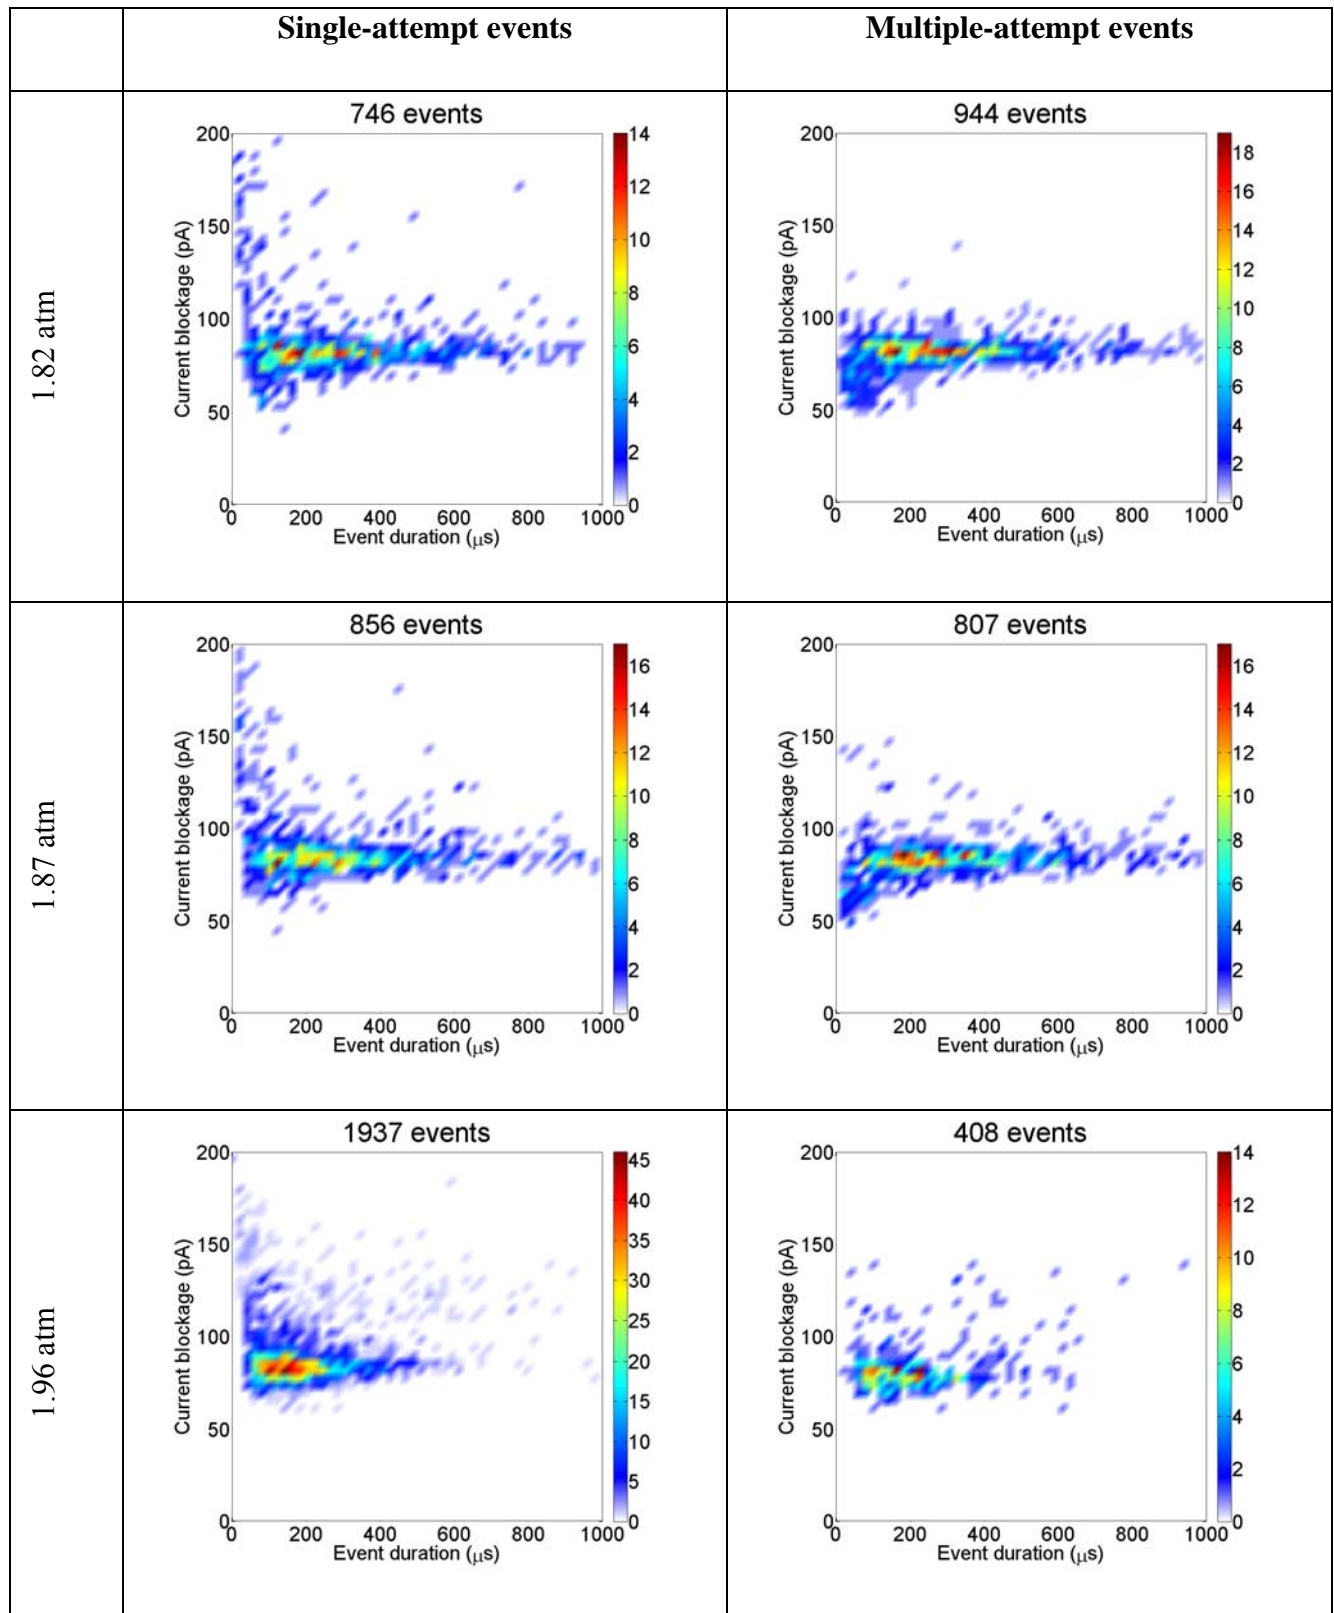 Single-attempt events
Multiple-attempt events
1.82 atm
746 events
200
150
100
50
0
0 200 400 600 800 1000
Current blockage (pA)
Event duration (μs)
14
12
10
8
6
4
2
0
944 events
200
150
100
50
0
0 200 400 600 800 1000
Current blockage (pA)
Event duration (μs)
18
16
14
12
10
8
6
4
2
0
1.87 atm
856 events
200
150
100
50
0
0 200 400 600 800 1000
Current blockage (pA)
Event duration (μs)
16
14
12
10
8
6
4
2
0
807 events
200
150
100
50
0
0 200 400 600 800 1000
Current blockage (pA)
Event duration (μs)
16
14
12
10
8
6
4
2
0
1.96 atm
1937 events
200
150
100
50
0
0 200 400 600 800 1000
Current blockage (pA)
Event duration (μs)
45
40
35
30
25
20
15
10
5
0
408 events
200
150
100
50
0
0 200 400 600 800 1000
Current blockage (pA)
Event duration (μs)
14
12
10
8
6
4
2
0